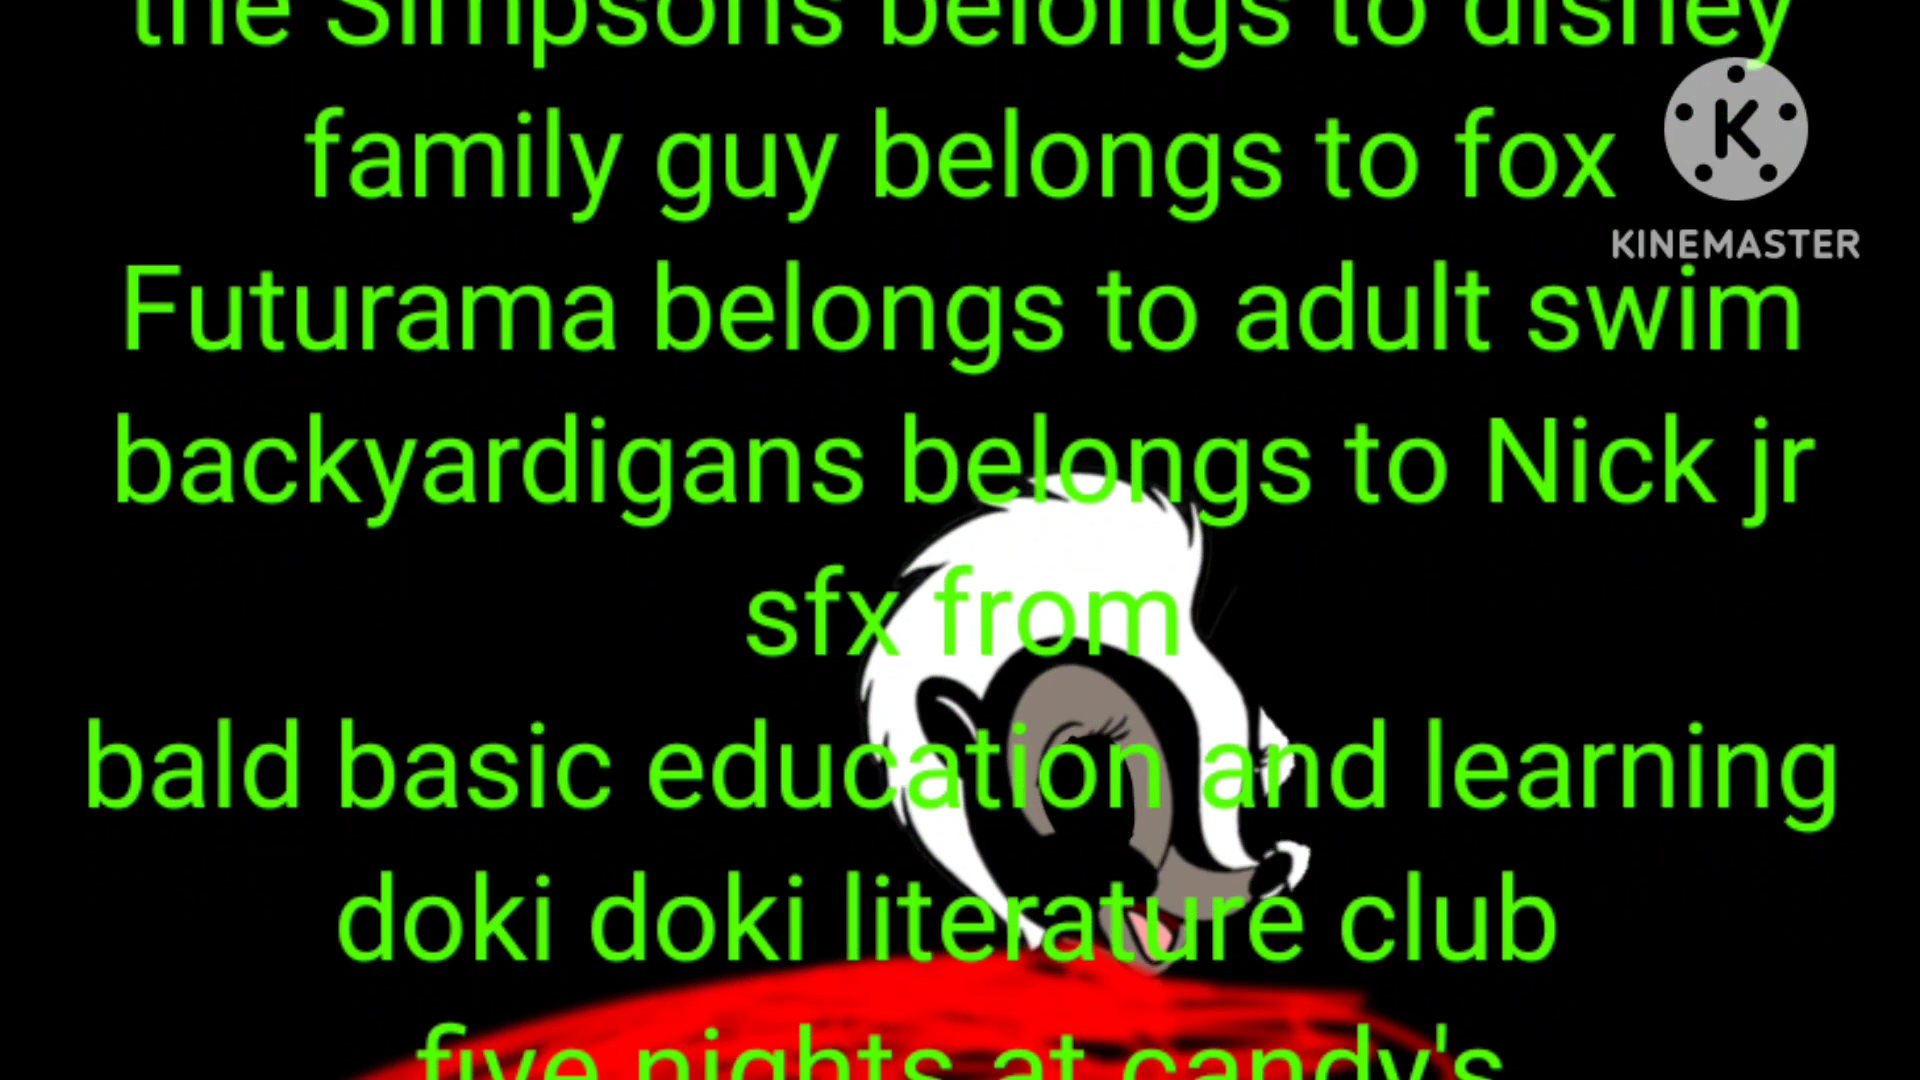 the Simpsons belongs to disney
family guy belongs to fox
KINEMASTER
Futurama belongs to adult swim
backyardigans belongs to Nick jr
sfx from
bald basic education and learning
doki doki literature club
five nights at candy's